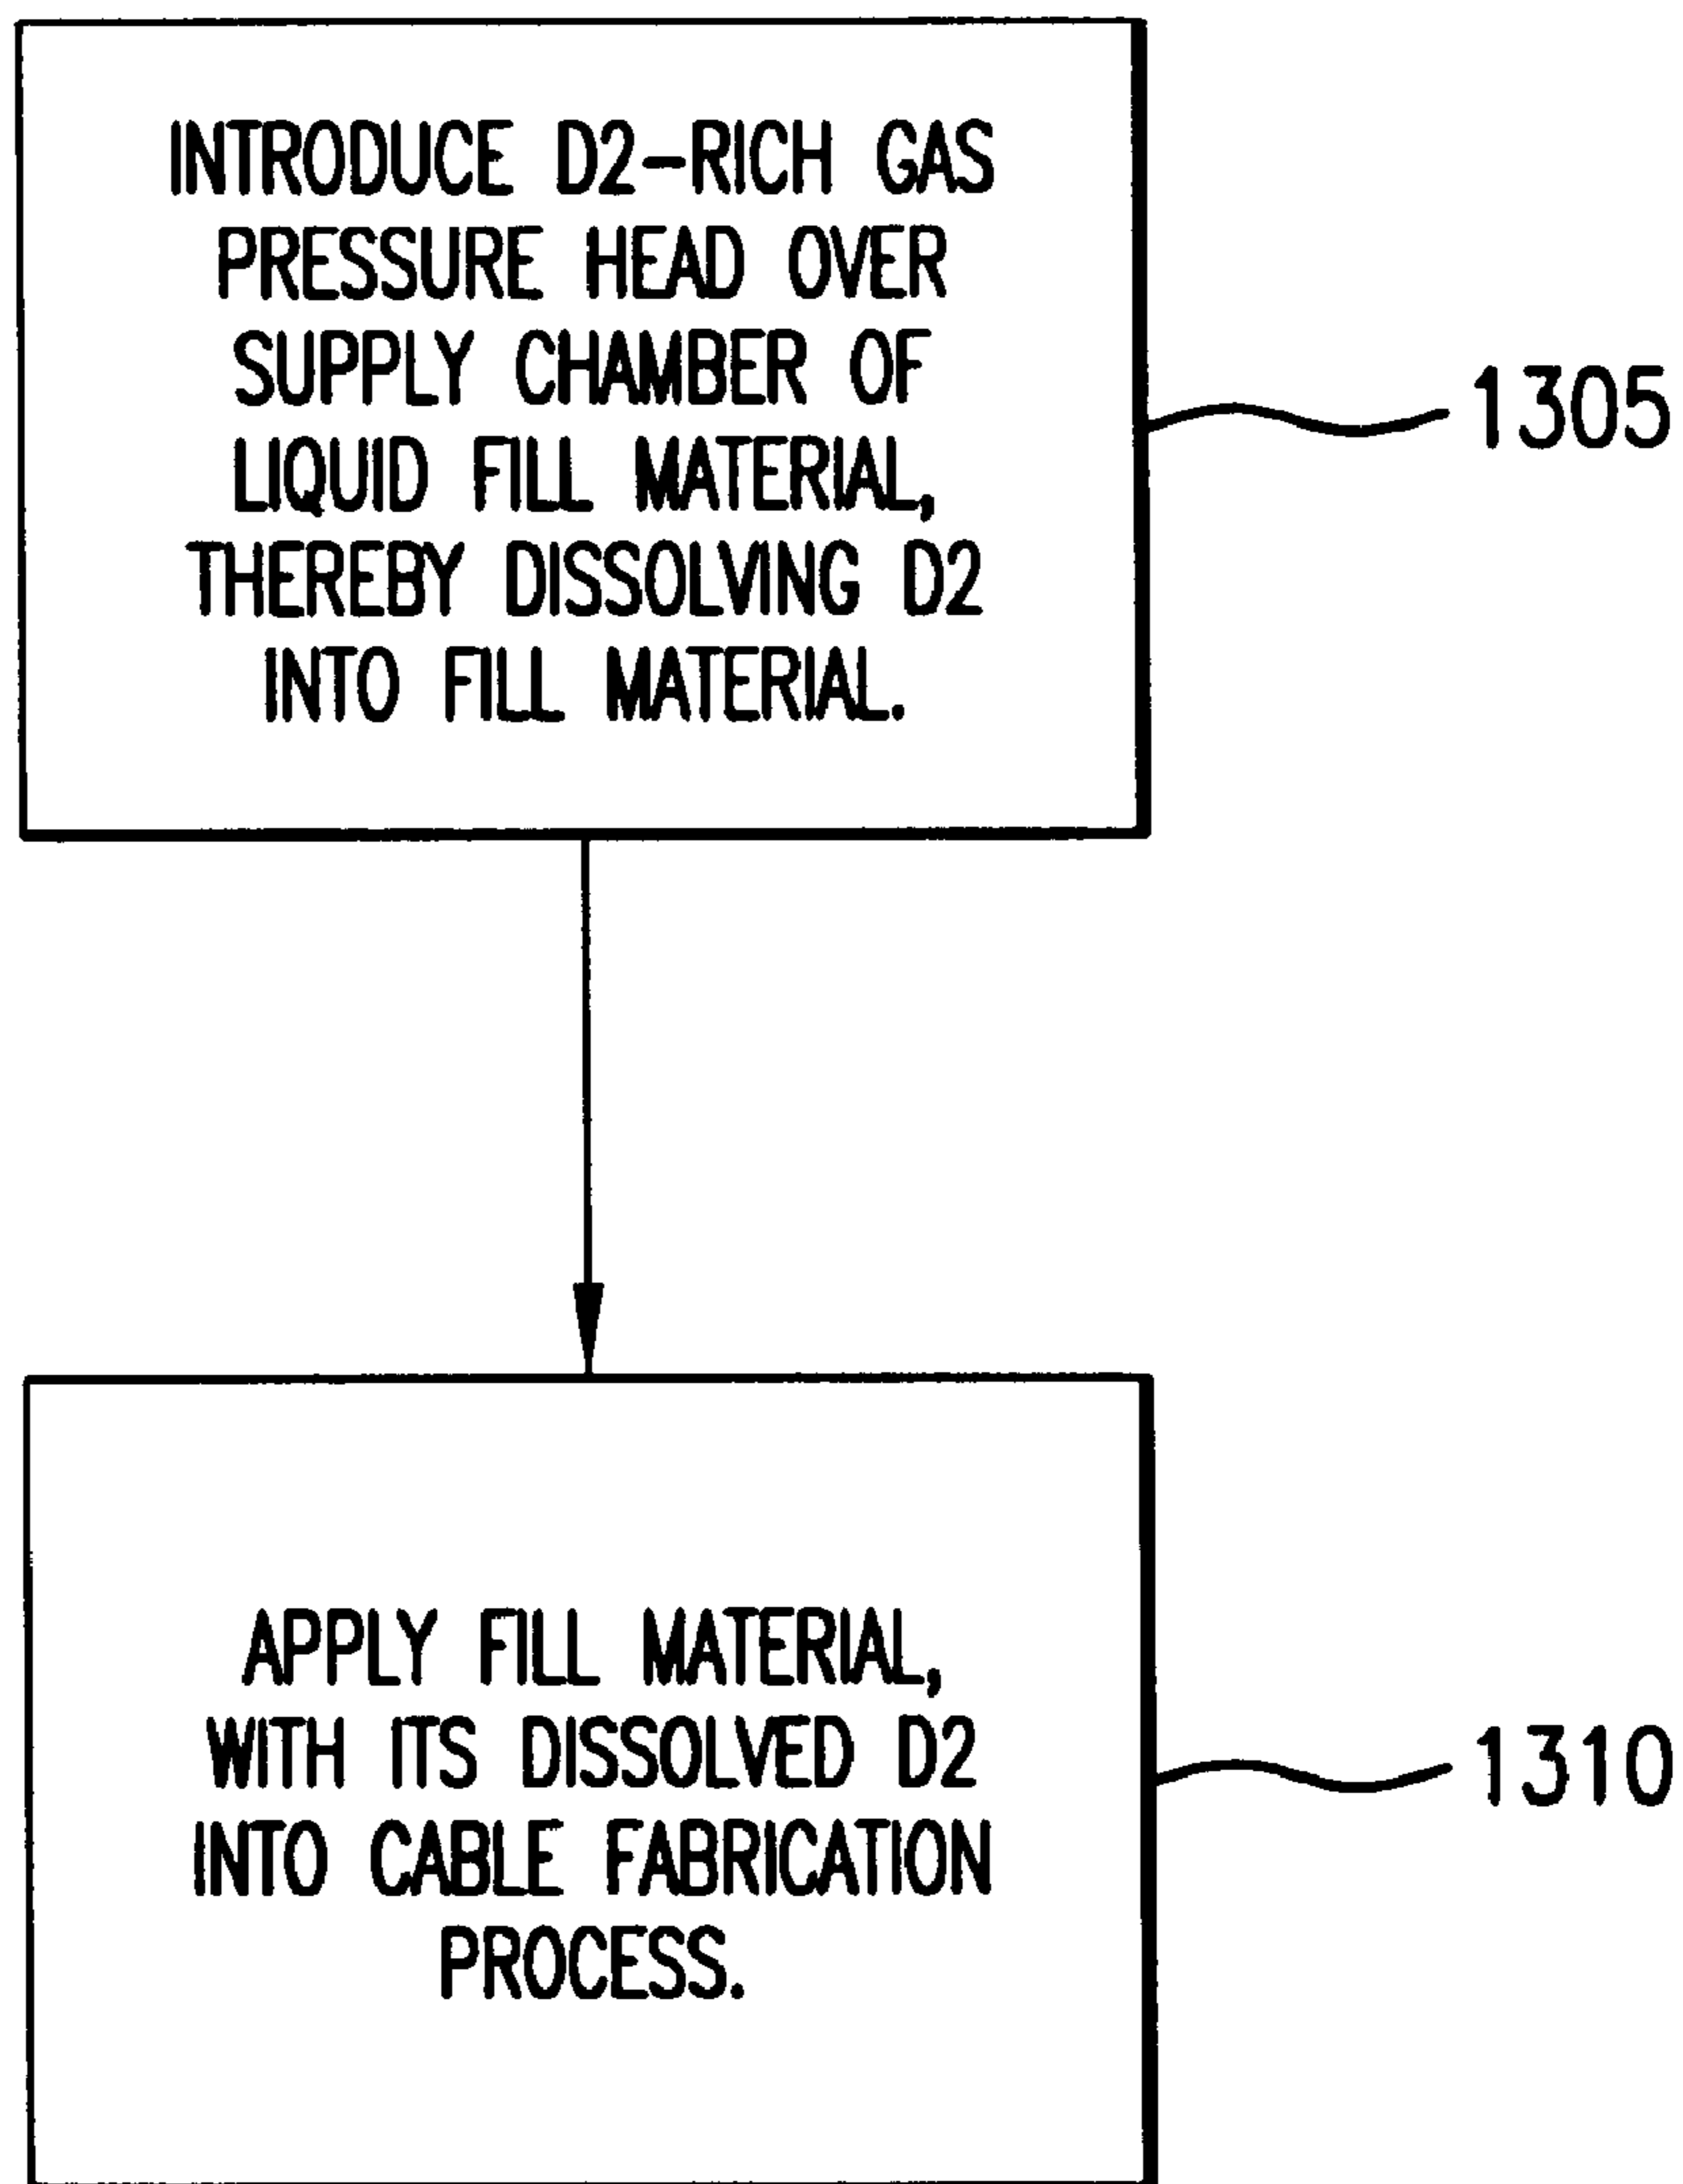 INTRODUCE D2-RICH GAS
PRESSURE HEAD OVER
SUPPLY CHAMBER OF
LIQUID FILL MATERIAL,
THEREBY DISSOLVING D2
INTO FILL MATERIAL.
1305
APPLY FILL MATERIAL,
WITH ITS DISSOLVED D2
INTO CABLE FABRICATION
PROCESS.
1310